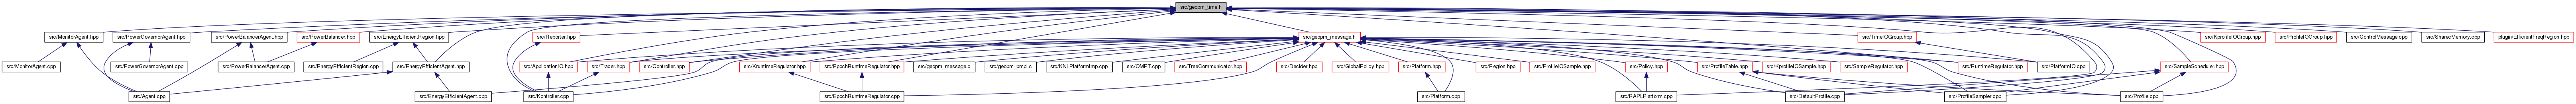 src/geopm_time.h
src/MonitorAgent.hpp
src/PowerGovernorAgent.hpp
src/PowerBalancerAgent.hpp
src/PowerBalancer.hpp
src/EnergyEfficientRegion.hpp
src/Reporter.hpp
src/geopm_message.h
src/TimeIOGroup.hpp
src/KprofileIOGroup.hpp
src/ProfileIOGroup.hpp
src/ControlMessage.cpp
src/SharedMemory.cpp
plugin/EfficientFreqRegion.hpp
src/MonitorAgent.cpp
src/PowerGovernorAgent.cpp
src/PowerBalancerAgent.cpp
src/EnergyEfficientRegion.cpp
src/EnergyEfficientAgent.hpp
src/ApplicationIO.hpp
src/Tracer.hpp
src/Controller.hpp
src/KruntimeRegulator.hpp
src/EpochRuntimeRegulator.hpp
src/geopm_message.c
src/geopm_pmpi.c
src/KNLPlatformImp.cpp
src/OMPT.cpp
src/TreeCommunicator.hpp
src/Decider.hpp
src/GlobalPolicy.hpp
src/Platform.hpp
src/Region.hpp
src/ProfileIOSample.hpp
src/Policy.hpp
src/ProfileTable.hpp
src/KprofileIOSample.hpp
src/SampleRegulator.hpp
src/RuntimeRegulator.hpp
src/PlatformIO.cpp
src/SampleScheduler.hpp
src/Agent.cpp
src/EnergyEfficientAgent.cpp
src/Kontroller.cpp
src/EpochRuntimeRegulator.cpp
src/Platform.cpp
src/RAPLPlatform.cpp
src/DefaultProfile.cpp
src/ProfileSampler.cpp
src/Profile.cpp